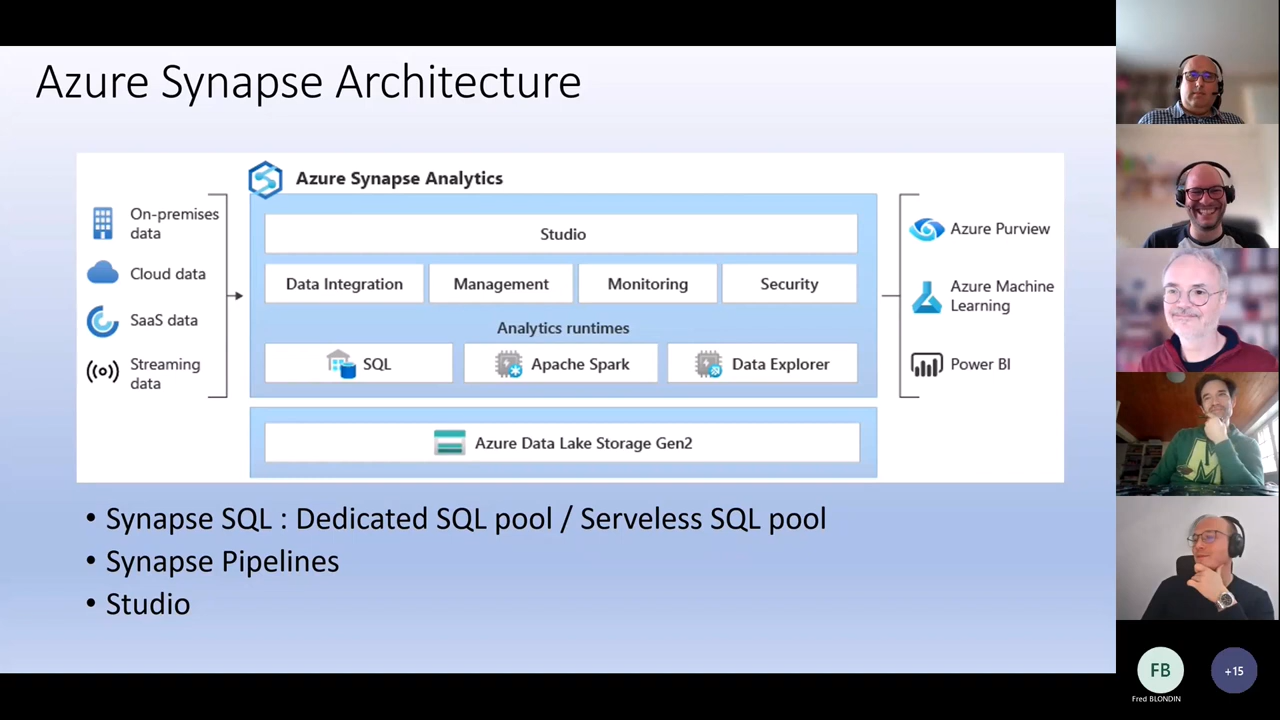 Azure Synapse Architecture
Azure Synapse Analytics
On-premises
data
Cloud data
SaaS data
Streaming
data
Studio
Data Integration
Management
Monitoring
Security
Analytics runtimes
SQL
Apache Spark
Data Explorer
Azure Data Lake Storage Gen2
Azure Purview
Azure Machine
Learning
Power BI
• Synapse SQL : Dedicated SQL pool / Serveless SQL pool
• Synapse Pipelines
• Studio
M
FB
Fred BLONDIN
+15